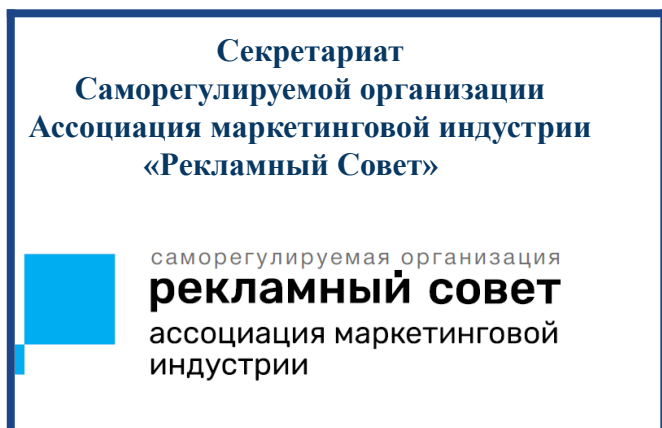 Секретариат
Саморегулируемой организации
Ассоциация маркетинговой индустрии
«Рекламный Совет»
саморегулируемая организация
рекламный совет
ассоциация маркетинговой
индустрии